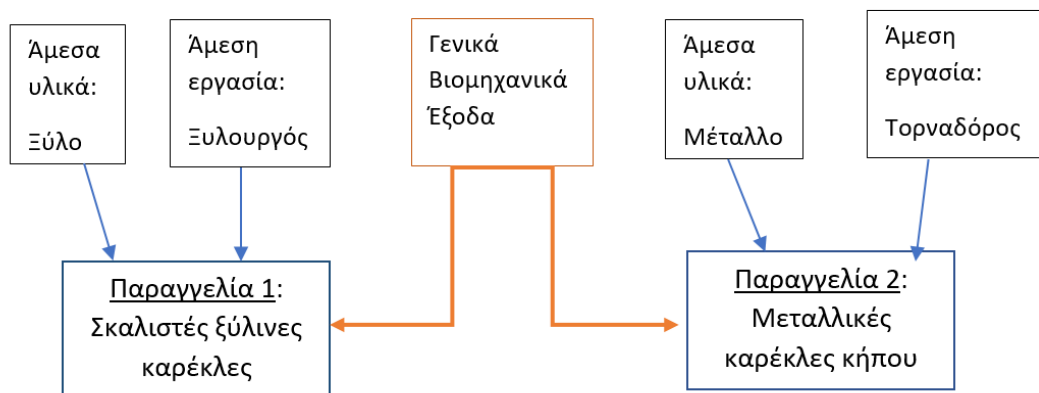 Άμεσα
υλικά:
Ξύλο
Άμεση
εργασία:
Ξυλουργός
Γενικά
Βιομηχανικά
Έξοδα
Άμεσα
υλικά:
Μέταλλο
Άμεση
εργασία:
Τορναδόρος
Παραγγελία 1:
Σκαλιστές ξύλινες
καρέκλες
Παραγγελία 2:
Μεταλλικές
καρέκλες κήπου